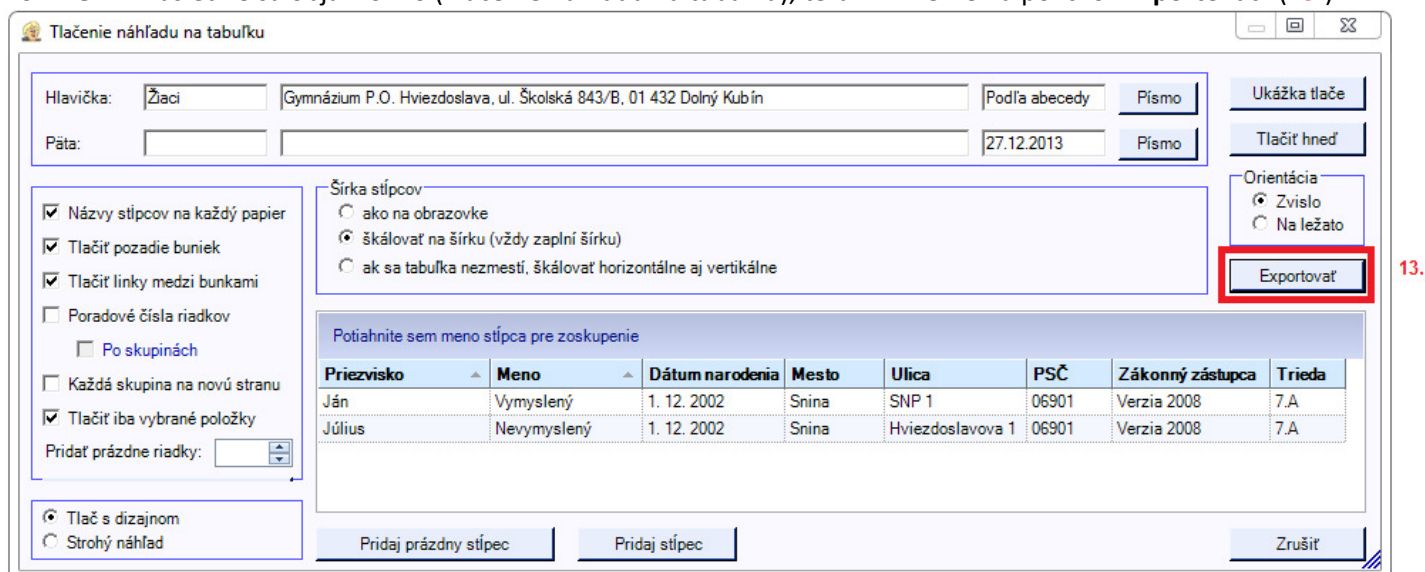 Tlačenie náhľadu na tabuľku
Hlavička: Žiaci Gymnázium P.O. Hviezdoslava, ul. Školská 843/B, 01 432 Dolný Kubín Podľa abecedy Písmo Ukážka tlače
Päta: 27.12.2013 Písmo Tlačiť hneď
Názvy stĺpcov na každý papier
Tlačiť pozadie buniek
Tlačiť linky medzi bunkami
Poradové čísla riadkov
Po skupinách
Každá skupina na novú stranu
Tlačiť iba vybrané položky
Pridať prázdne riadky:
Tlač s dizajnom
Strohý náhľad
Šírka stĺpcov
ako na obrazovke
škálovať na šírku (vždy zaplní šírku)
ak sa tabuľka nezmestí, škálovať horizontálne aj vertikálne
Orientácia
Zvislo
Na ležato
Exportovať 13.
Potiahnite sem meno stĺpca pre zoskupenie
Priezvisko Meno Dátum narodenia Mesto Ulica PSČ Zákonný zástupca Trieda
Ján Vymyslený 1. 12. 2002 Snina SNP 1 06901 Verzia 2008 7.A
Július Nevymyslený 1. 12. 2002 Snina Hviezdoslavova 1 06901 Verzia 2008 7.A
Pridaj prázdny stĺpec Pridaj stĺpec Zrušiť